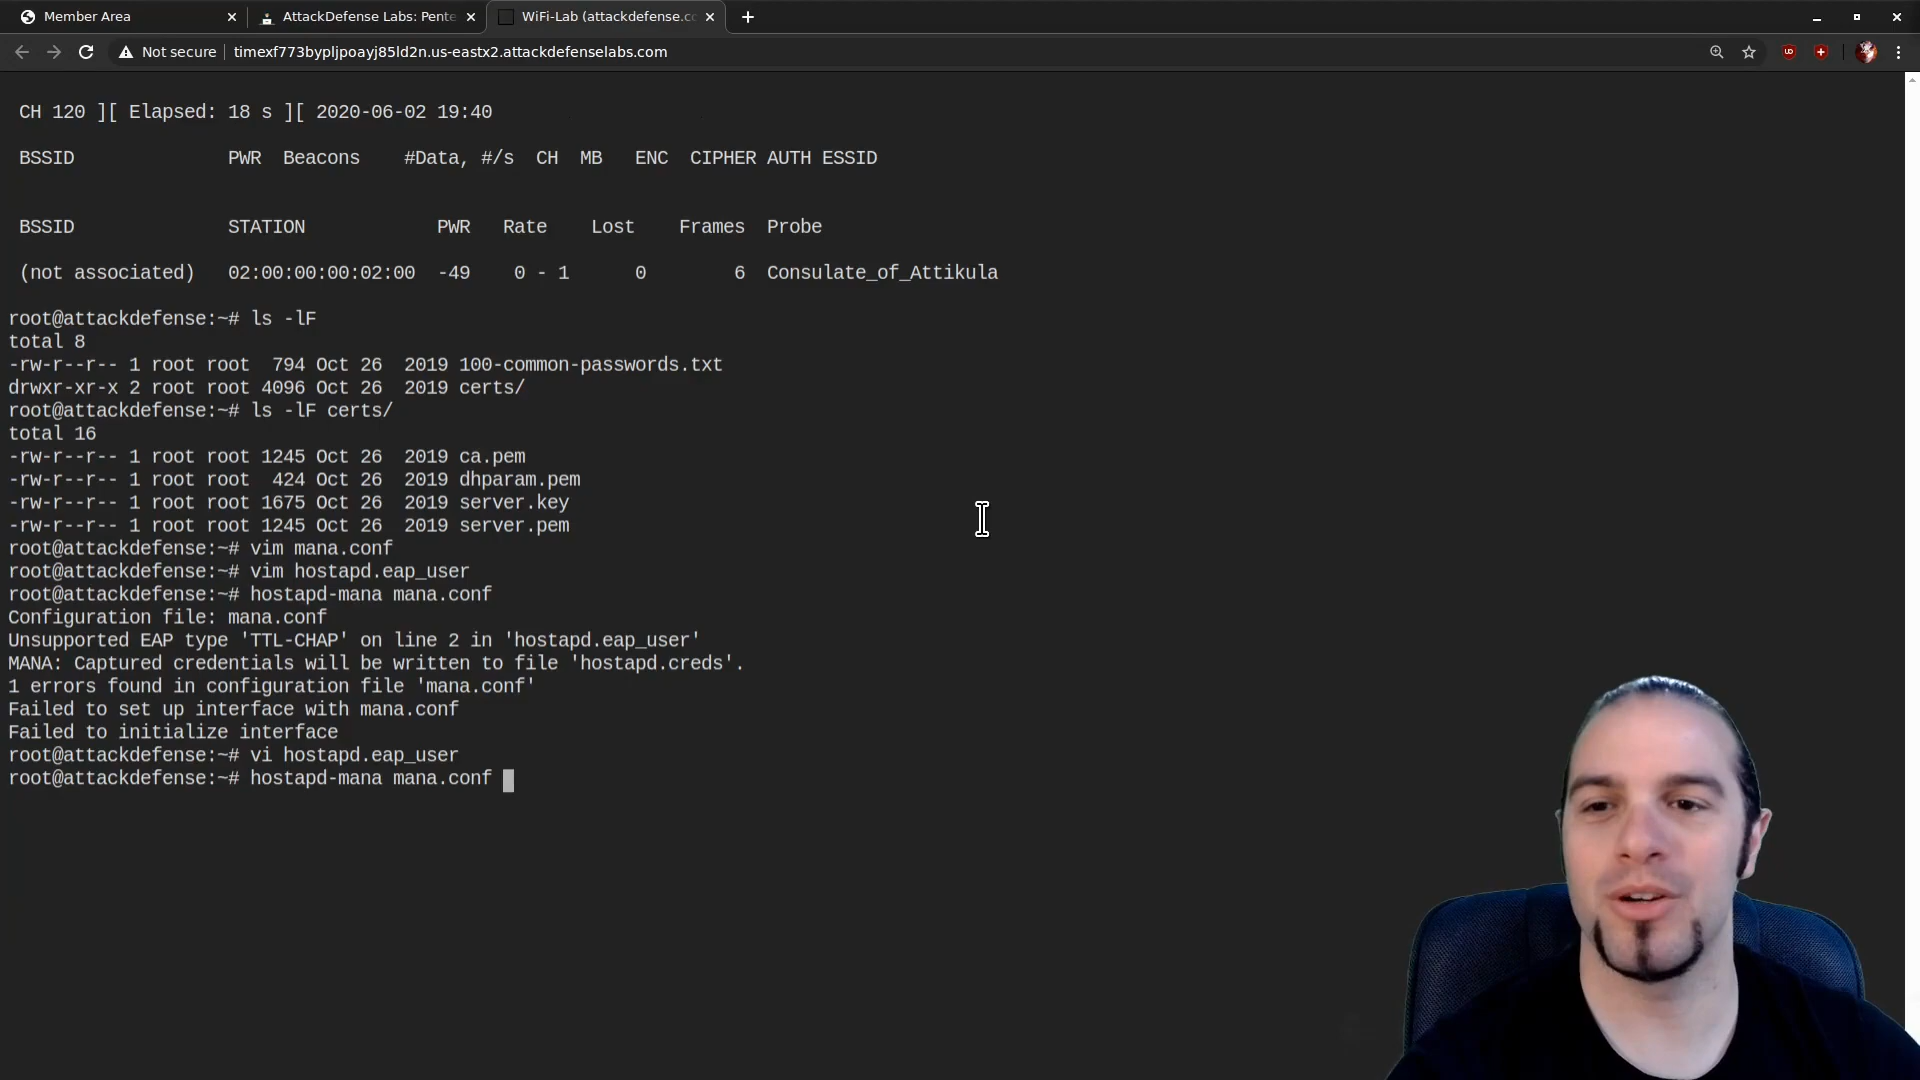 Member Area
AttackDefense Labs: Pente
WiFi-Lab (attackdefense.co
Not secure
timexf773bypljpoayj85ld2n.us-eastx2.attackdefenselabs.com
CH 120 ][ Elapsed: 18 s ][ 2020-06-02 19:40
BSSID PWR Beacons #Data, #/s CH MB ENC CIPHER AUTH ESSID
BSSID STATION PWR Rate Lost Frames Probe
(not associated) 02:00:00:00:02:00 -49 0 - 1 0 6 Consulate_of_Attikula
root@attackdefense:~# ls -lF
total 8
-rw-r--r-- 1 root root 794 Oct 26 2019 100-common-passwords.txt
drwxr-xr-x 2 root root 4096 Oct 26 2019 certs/
root@attackdefense:~# ls -lF certs/
total 16
-rw-r--r-- 1 root root 1245 Oct 26 2019 ca.pem
-rw-r--r-- 1 root root 424 Oct 26 2019 dhparam.pem
-rw-r--r-- 1 root root 1675 Oct 26 2019 server.key
-rw-r--r-- 1 root root 1245 Oct 26 2019 server.pem
root@attackdefense:~# vim mana.conf
root@attackdefense:~# vim hostapd.eap_user
root@attackdefense:~# hostapd-mana mana.conf
Configuration file: mana.conf
Unsupported EAP type 'TTL-CHAP' on line 2 in 'hostapd.eap_user'
MANA: Captured credentials will be written to file 'hostapd.creds'.
1 errors found in configuration file 'mana.conf'
Failed to set up interface with mana.conf
Failed to initialize interface
root@attackdefense:~# vi hostapd.eap_user
root@attackdefense:~# hostapd-mana mana.conf